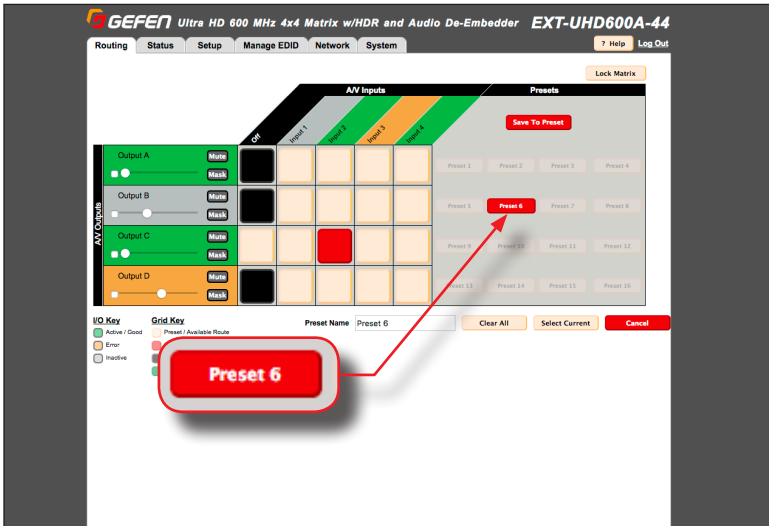 GEFEN Ultra HD 600 MHz 4x4 Matrix w/HDR and Audio De-Embedder EXT-UHD600A-44
Routing Status Setup Manage EDID Network System ? Help Log Out
Lock Matrix
A/V Inputs Presets
Off Input 1 Input 2 Input 3 Input 4
Save To Preset
A/V Outputs
Output A Mute
Mask
Preset 1 Preset 2 Preset 3 Preset 4
Output B Mute
Mask
Preset 5 Preset 6 Preset 7 Preset 8
Output C Mute
Mask
Preset 9 Preset 10 Preset 11 Preset 12
Output D Mute
Mask
Preset 13 Preset 14 Preset 15 Preset 16
I/O Key Grid Key
Preset Name Preset 6 Clear All Select Current Cancel
Active / Good Preset / Available Route
Error
Inactive
Preset 6